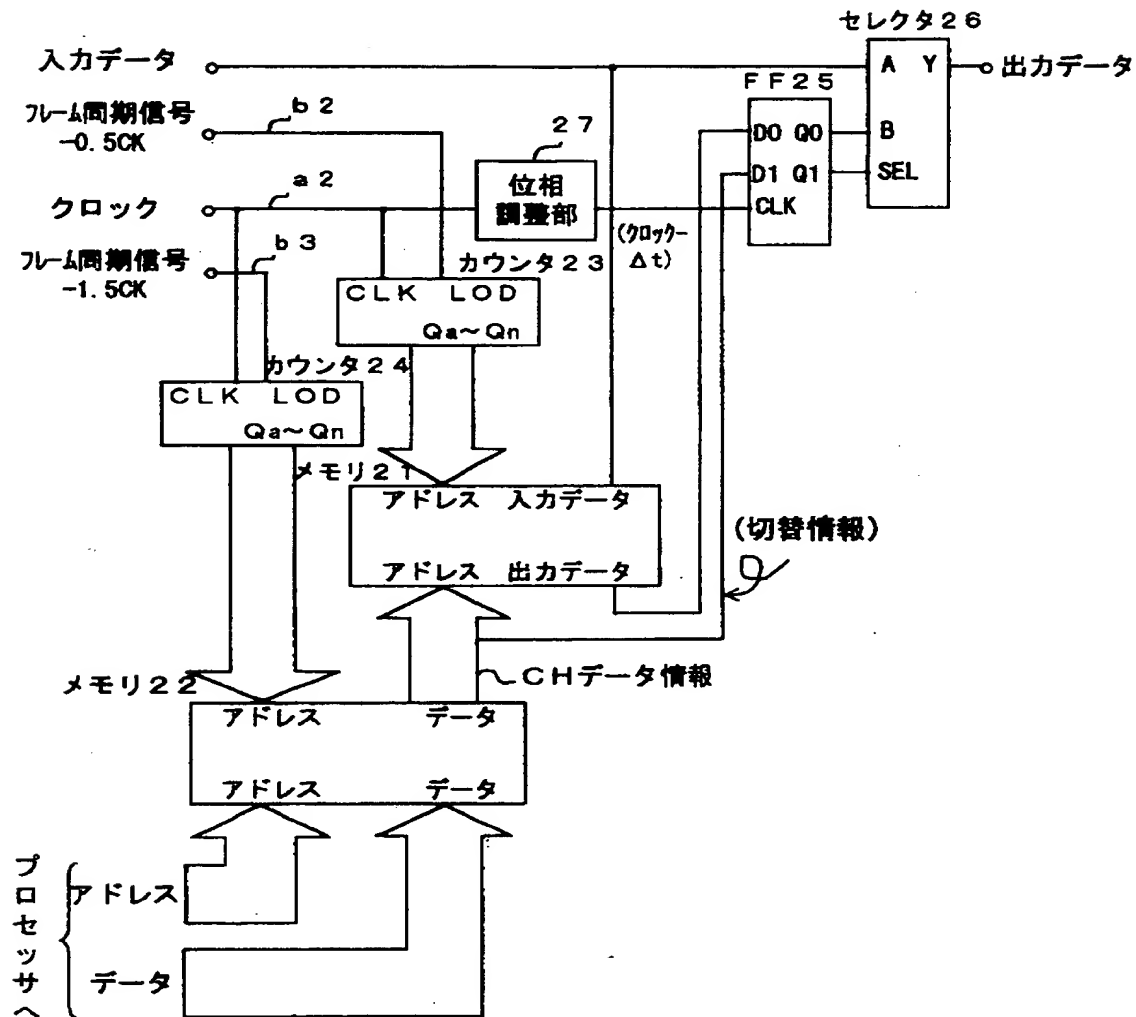 セレクタ26
入力データ
A Y
出力データ
FF25
フレーム同期信号
-0.5CK
b2
27
D0 Q0
B
D1 Q1
SEL
CLK
a2
クロック
位相
調整部
(クロック-
Δt)
b3
フレーム同期信号
-1.5CK
カウンタ23
CLK LOD
Qa~Qn
カウンタ24
CLK LOD
Qa~Qn
メモリ21
アドレス 入力データ
アドレス 出力データ
(切替情報)
CHデータ情報
メモリ22
アドレス データ
アドレス データ
プロセッサへ
アドレス
データ